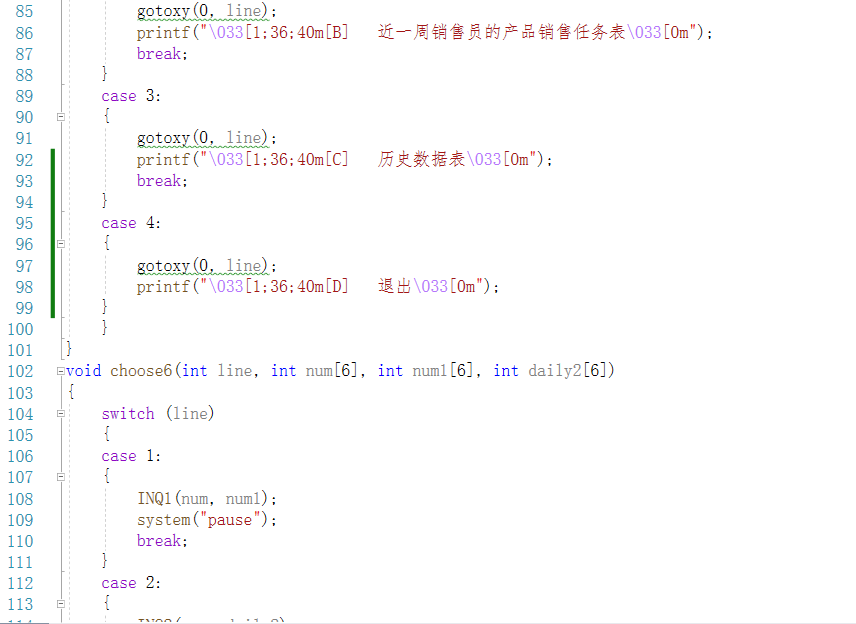 85 gotoxy(0, line);
86 printf("\033[1;36;40m[B] 近一周销售员的产品销售任务表\033[0m");
87 break;
88 }
89 case 3:
90 {
91 gotoxy(0, line);
92 printf("\033[1;36;40m[C] 历史数据表\033[0m");
93 break;
94 }
95 case 4:
96 {
97 gotoxy(0, line);
98 printf("\033[1;36;40m[D] 退出\033[0m");
99 }
100 }
101 }
102 void choose6(int line, int num[6], int num1[6], int daily2[6])
103 {
104 switch (line)
105 {
106 case 1:
107 {
108 INQ1(num, num1);
109 system("pause");
110 break;
111 }
112 case 2:
113 {